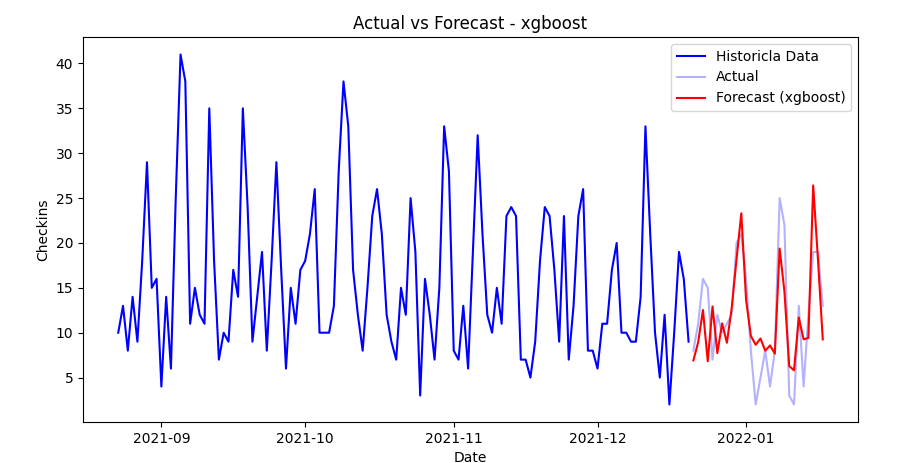 Actual vs Forecast - xgboost
Historicla Data
Actual
Forecast (xgboost)
Checkins
40
35
30
25
20
15
10
5
2021-09
2021-10
2021-11
2021-12
2022-01
Date